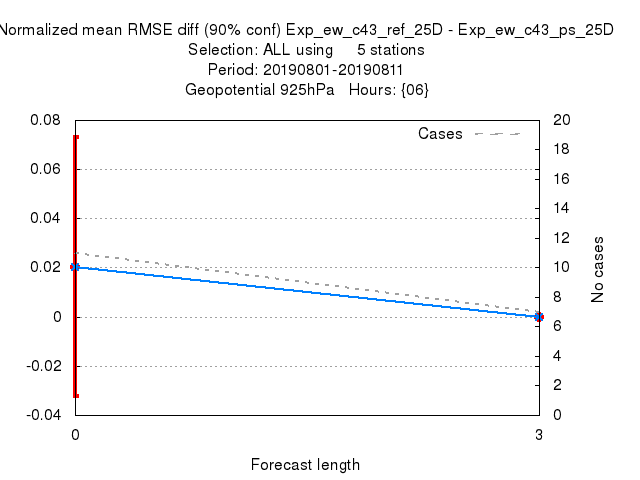 Normalized mean RMSE diff (90% conf) Exp_ew_c43_ref_25D - Exp_ew_c43_ps_25D
Selection: ALL using 5 stations
Period: 20190801-20190811
Geopotential 925hPa Hours: {06}
Cases
0.08
0.06
0.04
0.02
0
-0.02
-0.04
20
18
16
14
12
10
8
6
4
2
0
No cases
0 3
Forecast length